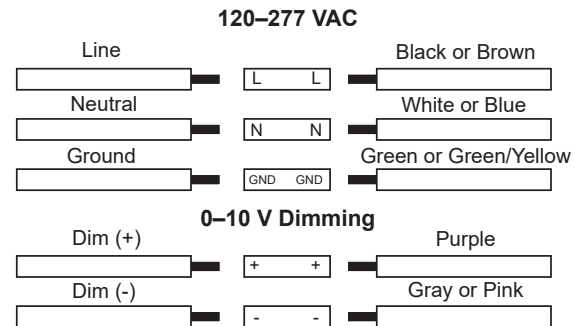 120–277 VAC
Line Black or Brown
L L
Neutral White or Blue
N N
Ground Green or Green/Yellow
GND GND
0–10 V Dimming
Dim (+) Purple
+ +
Dim (-) Gray or Pink
- -